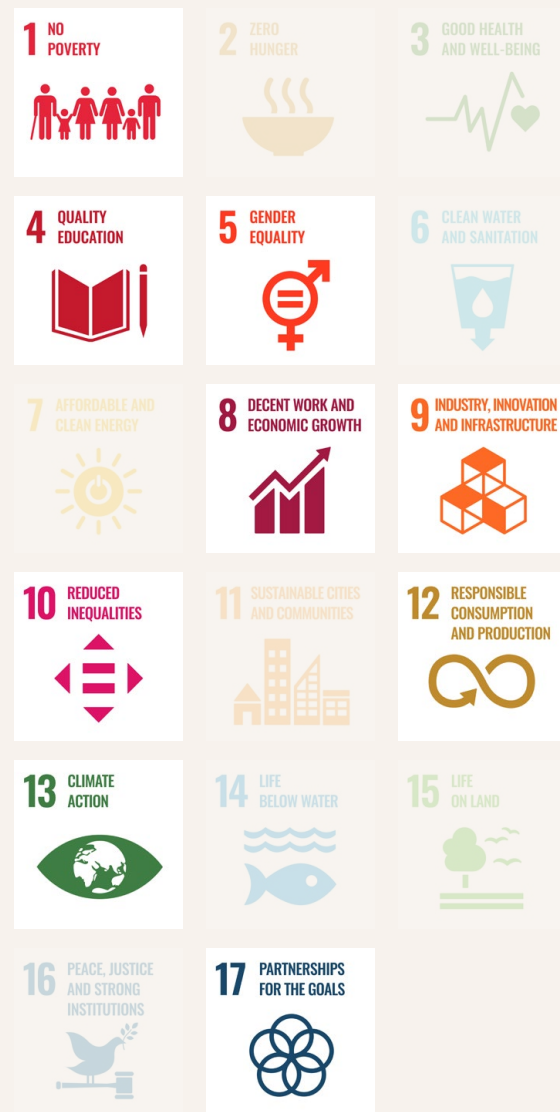 1 NO
POVERTY
2 ZERO
HUNGER
3 GOOD HEALTH
AND WELL-BEING
4 QUALITY
EDUCATION
5 GENDER
EQUALITY
6 CLEAN WATER
AND SANITATION
7 AFFORDABLE AND
CLEAN ENERGY
8 DECENT WORK AND
ECONOMIC GROWTH
9 INDUSTRY, INNOVATION
AND INFRASTRUCTURE
10 REDUCED
INEQUALITIES
11 SUSTAINABLE CITIES
AND COMMUNITIES
12 RESPONSIBLE
CONSUMPTION
AND PRODUCTION
13 CLIMATE
ACTION
14 LIFE
BELOW WATER
15 LIFE
ON LAND
16 PEACE, JUSTICE
AND STRONG
INSTITUTIONS
17 PARTNERSHIPS
FOR THE GOALS